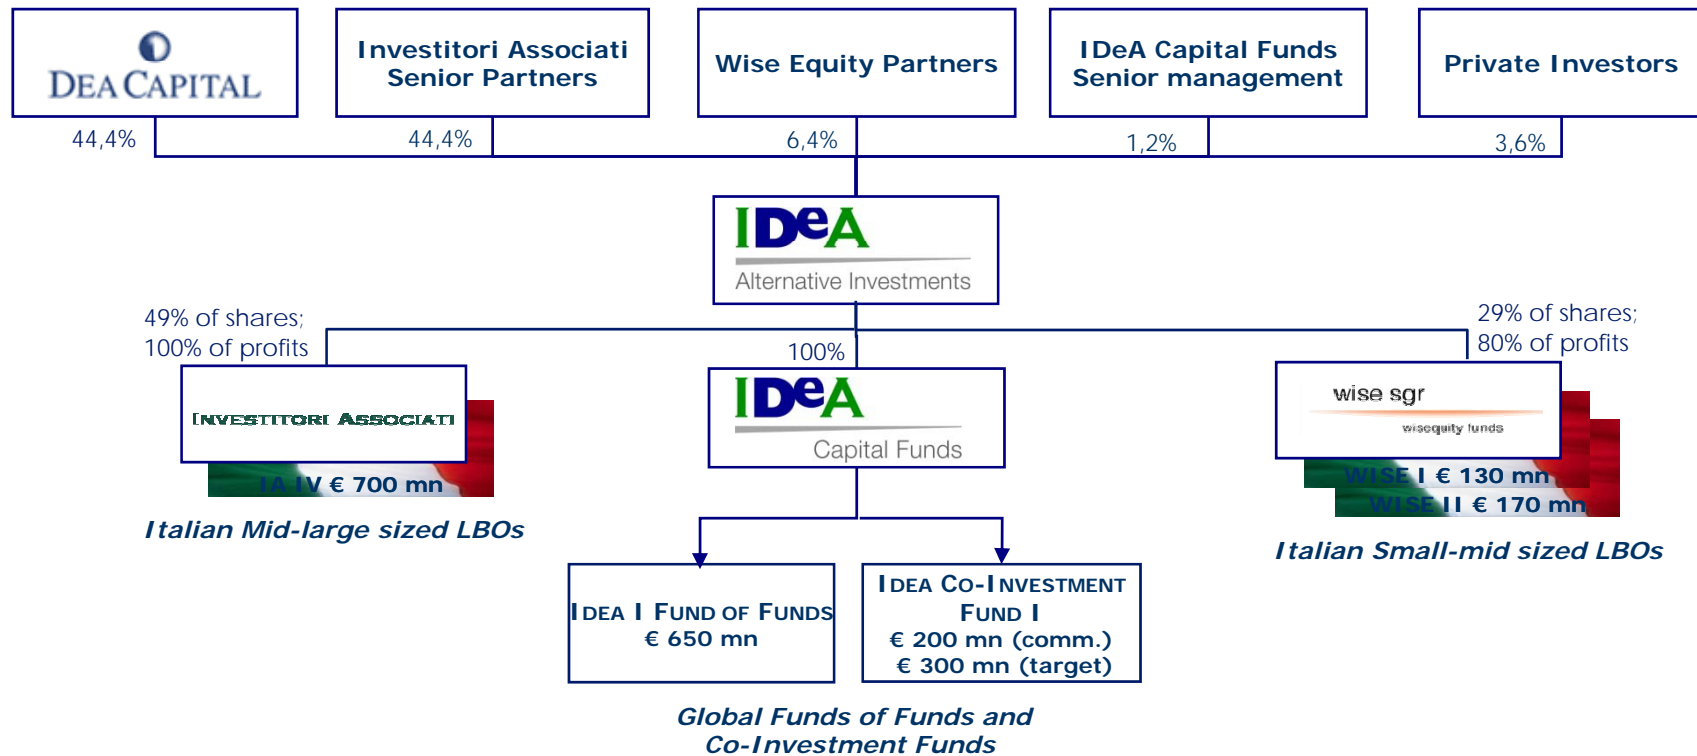 DEA CAPITAL
Investitori Associati
Senior Partners
Wise Equity Partners
IDeA Capital Funds
Senior management
Private Investors
44,4%
44,4%
6,4%
1,2%
3,6%
IDeA
Alternative Investments
49% of shares;
100% of profits
100%
29% of shares;
80% of profits
INVESTITORI ASSOCIATI
IDeA
Capital Funds
wise sgr
wisequity funds
IA IV € 700 mn
WISE I € 130 mn
WISE II € 170 mn
Italian Mid-large sized LBOs
Italian Small-mid sized LBOs
IDEA I FUND OF FUNDS
€ 650 mn
IDEA CO-INVESTMENT
FUND I
€ 200 mn (comm.)
€ 300 mn (target)
Global Funds of Funds and
Co-Investment Funds